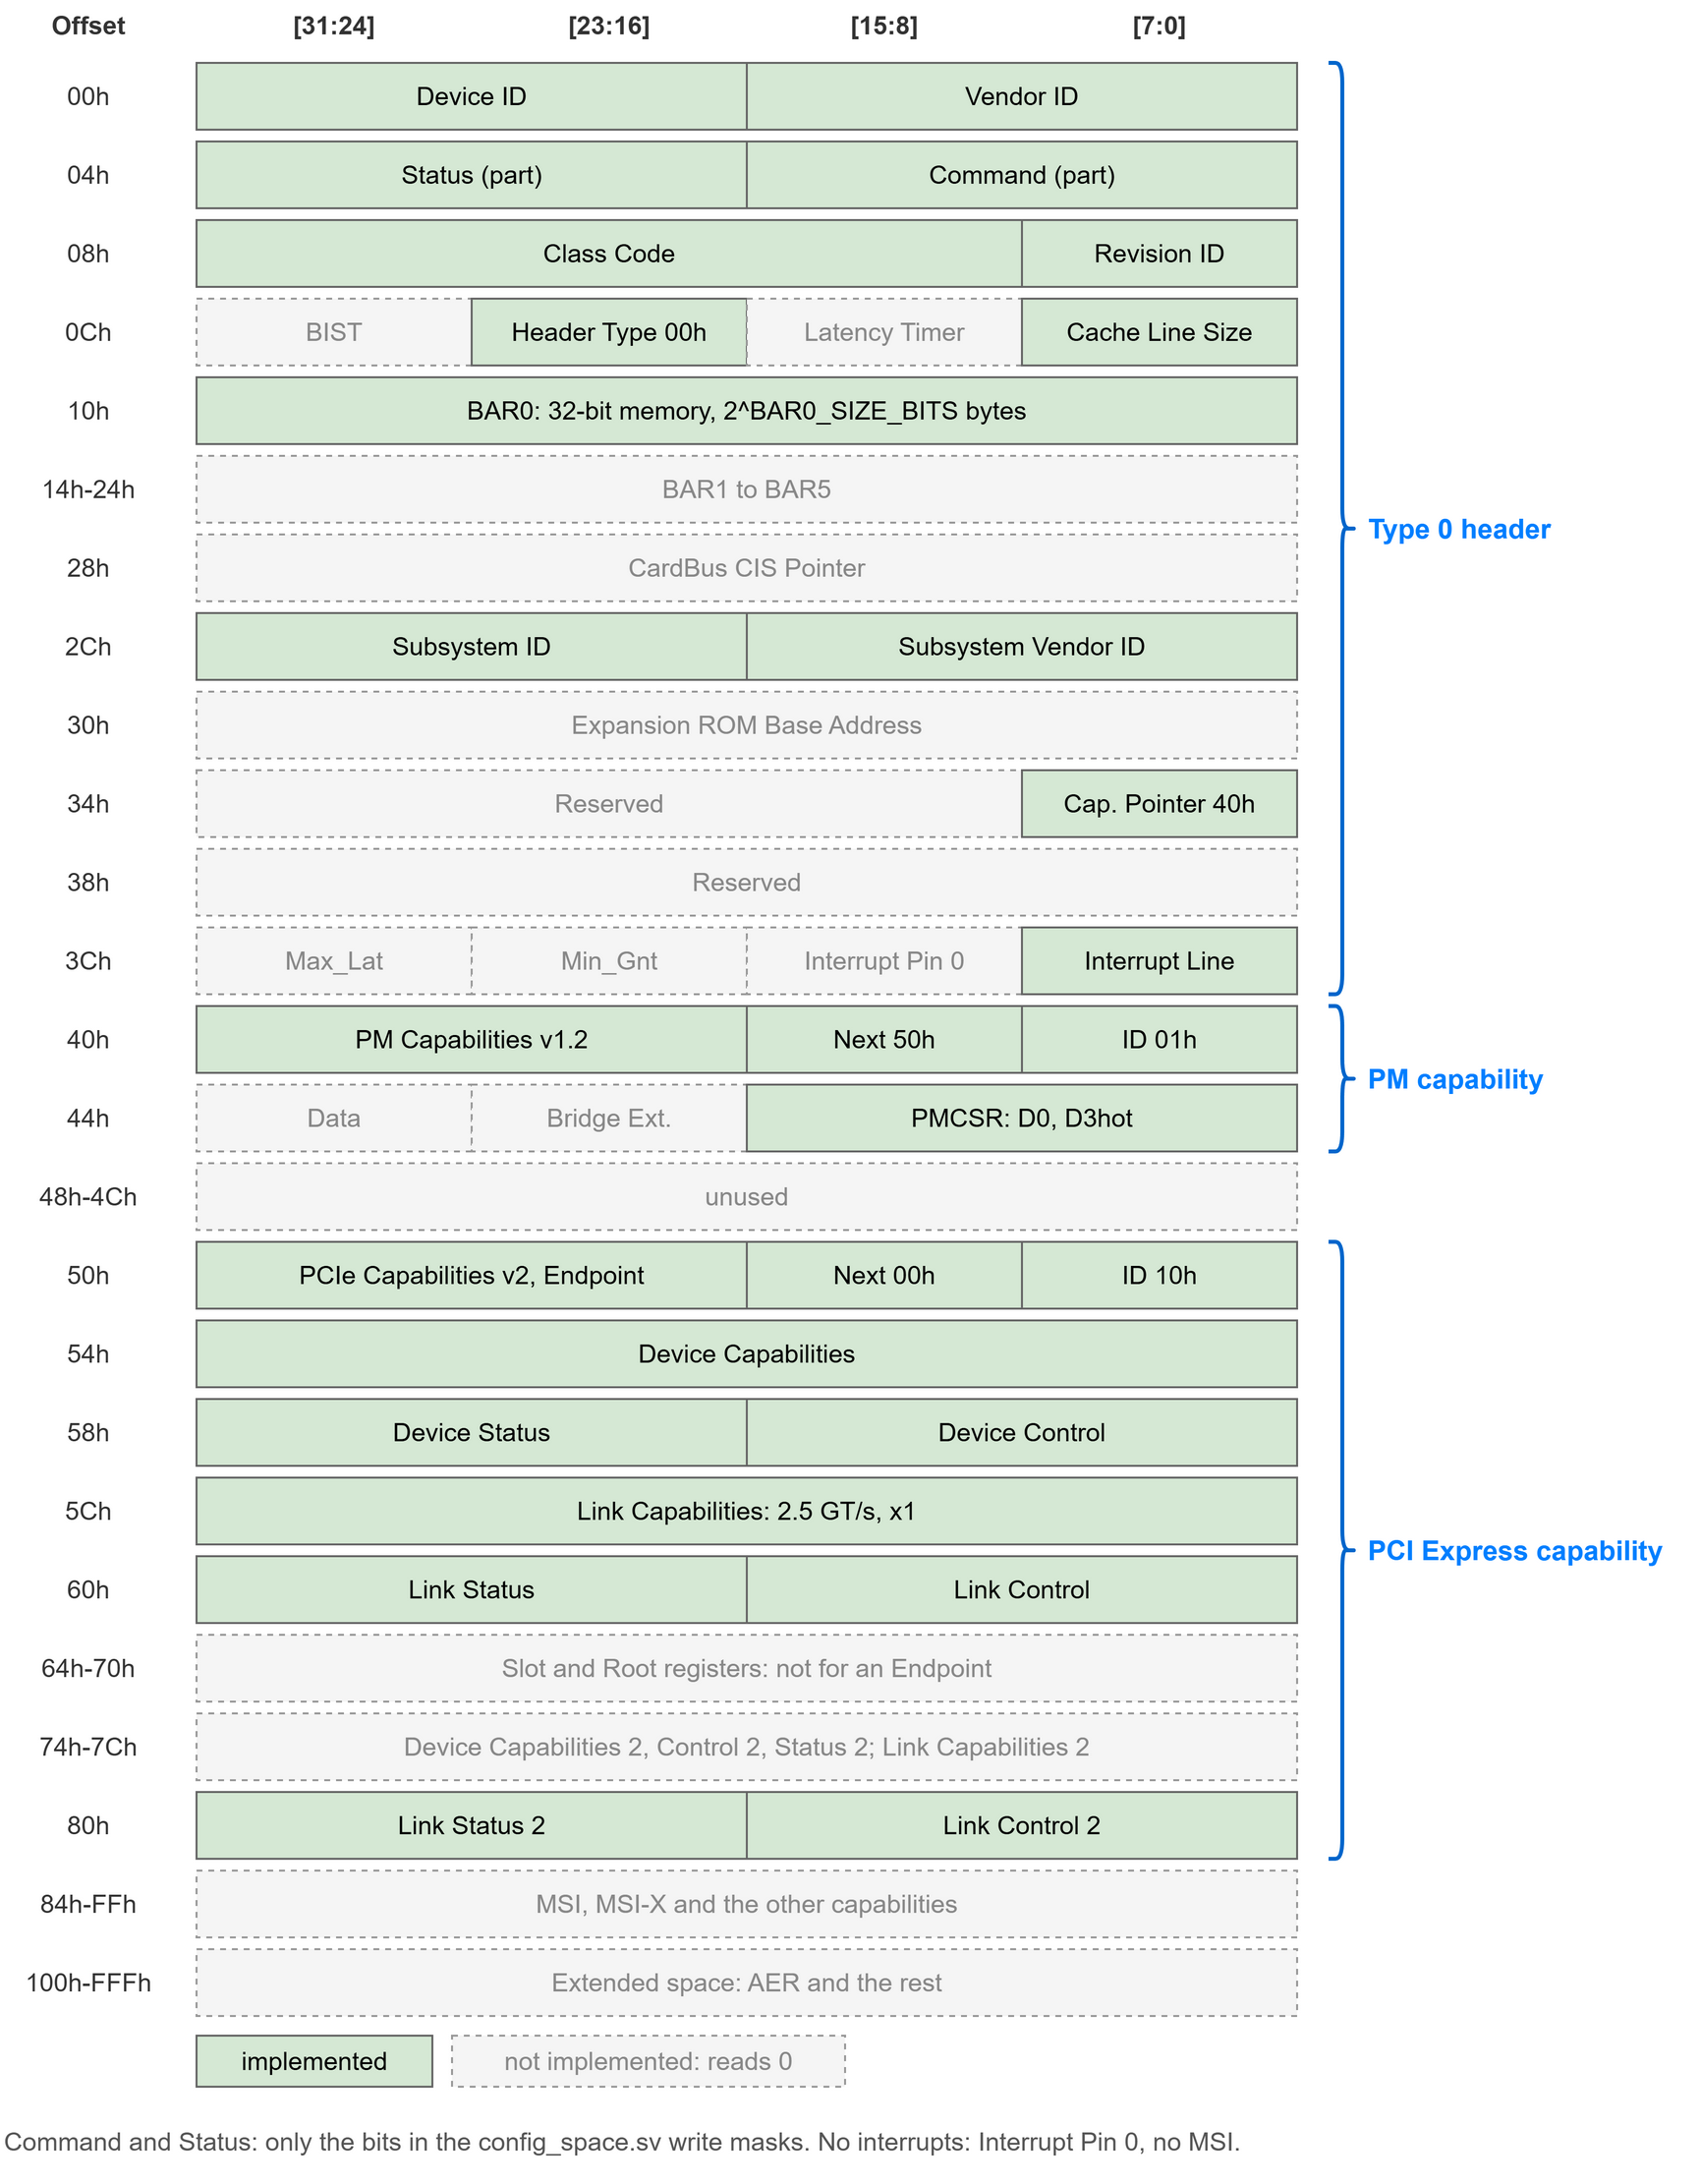 Offset [31:24] [23:16] [15:8] [7:0]
00h Device ID Vendor ID
04h Status (part) Command (part)
08h Class Code Revision ID
0Ch BIST Header Type 00h Latency Timer Cache Line Size
10h BAR0: 32-bit memory, 2^BAR0_SIZE_BITS bytes
14h-24h BAR1 to BAR5
Type 0 header
28h CardBus CIS Pointer
2Ch Subsystem ID Subsystem Vendor ID
30h Expansion ROM Base Address
34h Reserved Cap. Pointer 40h
38h Reserved
3Ch Max_Lat Min_Gnt Interrupt Pin 0 Interrupt Line
40h PM Capabilities v1.2 Next 50h ID 01h
PM capability
44h Data Bridge Ext. PMCSR: D0, D3hot
48h-4Ch unused
50h PCIe Capabilities v2, Endpoint Next 00h ID 10h
54h Device Capabilities
58h Device Status Device Control
5Ch Link Capabilities: 2.5 GT/s, x1
PCI Express capability
60h Link Status Link Control
64h-70h Slot and Root registers: not for an Endpoint
74h-7Ch Device Capabilities 2, Control 2, Status 2; Link Capabilities 2
80h Link Status 2 Link Control 2
84h-FFh MSI, MSI-X and the other capabilities
100h-FFFh Extended space: AER and the rest
implemented not implemented: reads 0
Command and Status: only the bits in the config_space.sv write masks. No interrupts: Interrupt Pin 0, no MSI.